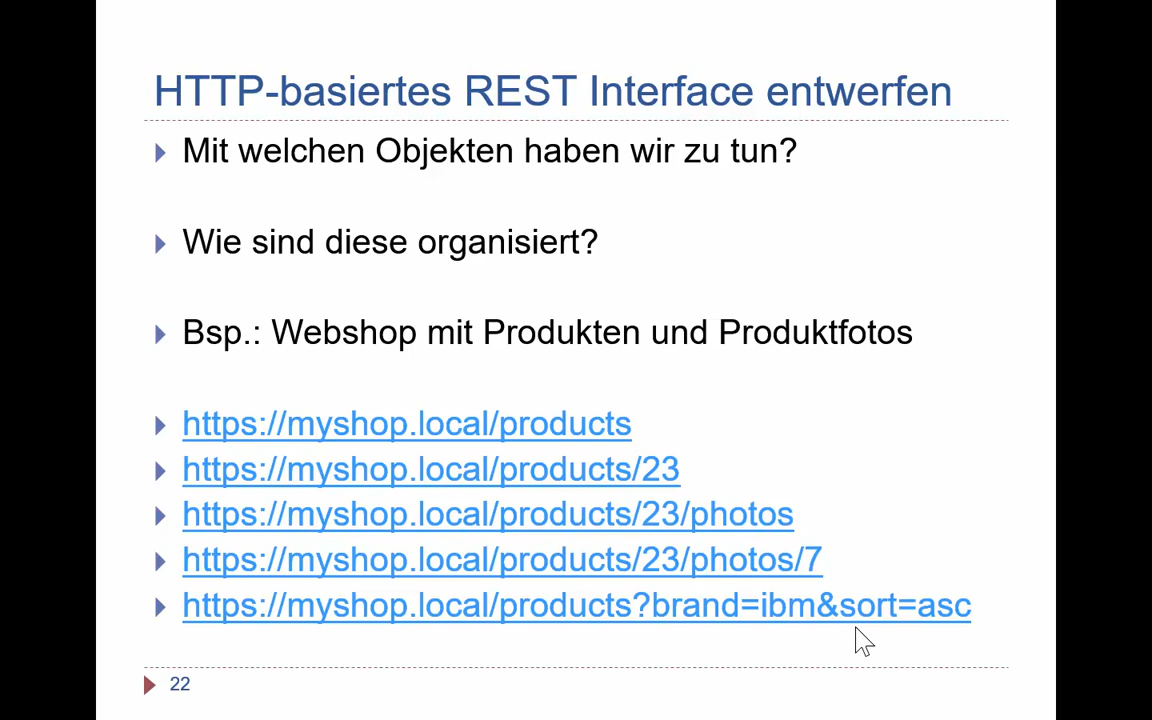 HTTP-basiertes REST Interface entwerfen
Mit welchen Objekten haben wir zu tun?
Wie sind diese organisiert?
Bsp.: Webshop mit Produkten und Produktfotos
https://myshop.local/products
https://myshop.local/products/23
https://myshop.local/products/23/photos
https://myshop.local/products/23/photos/7
https://myshop.local/products?brand=ibm&sort=asc
22